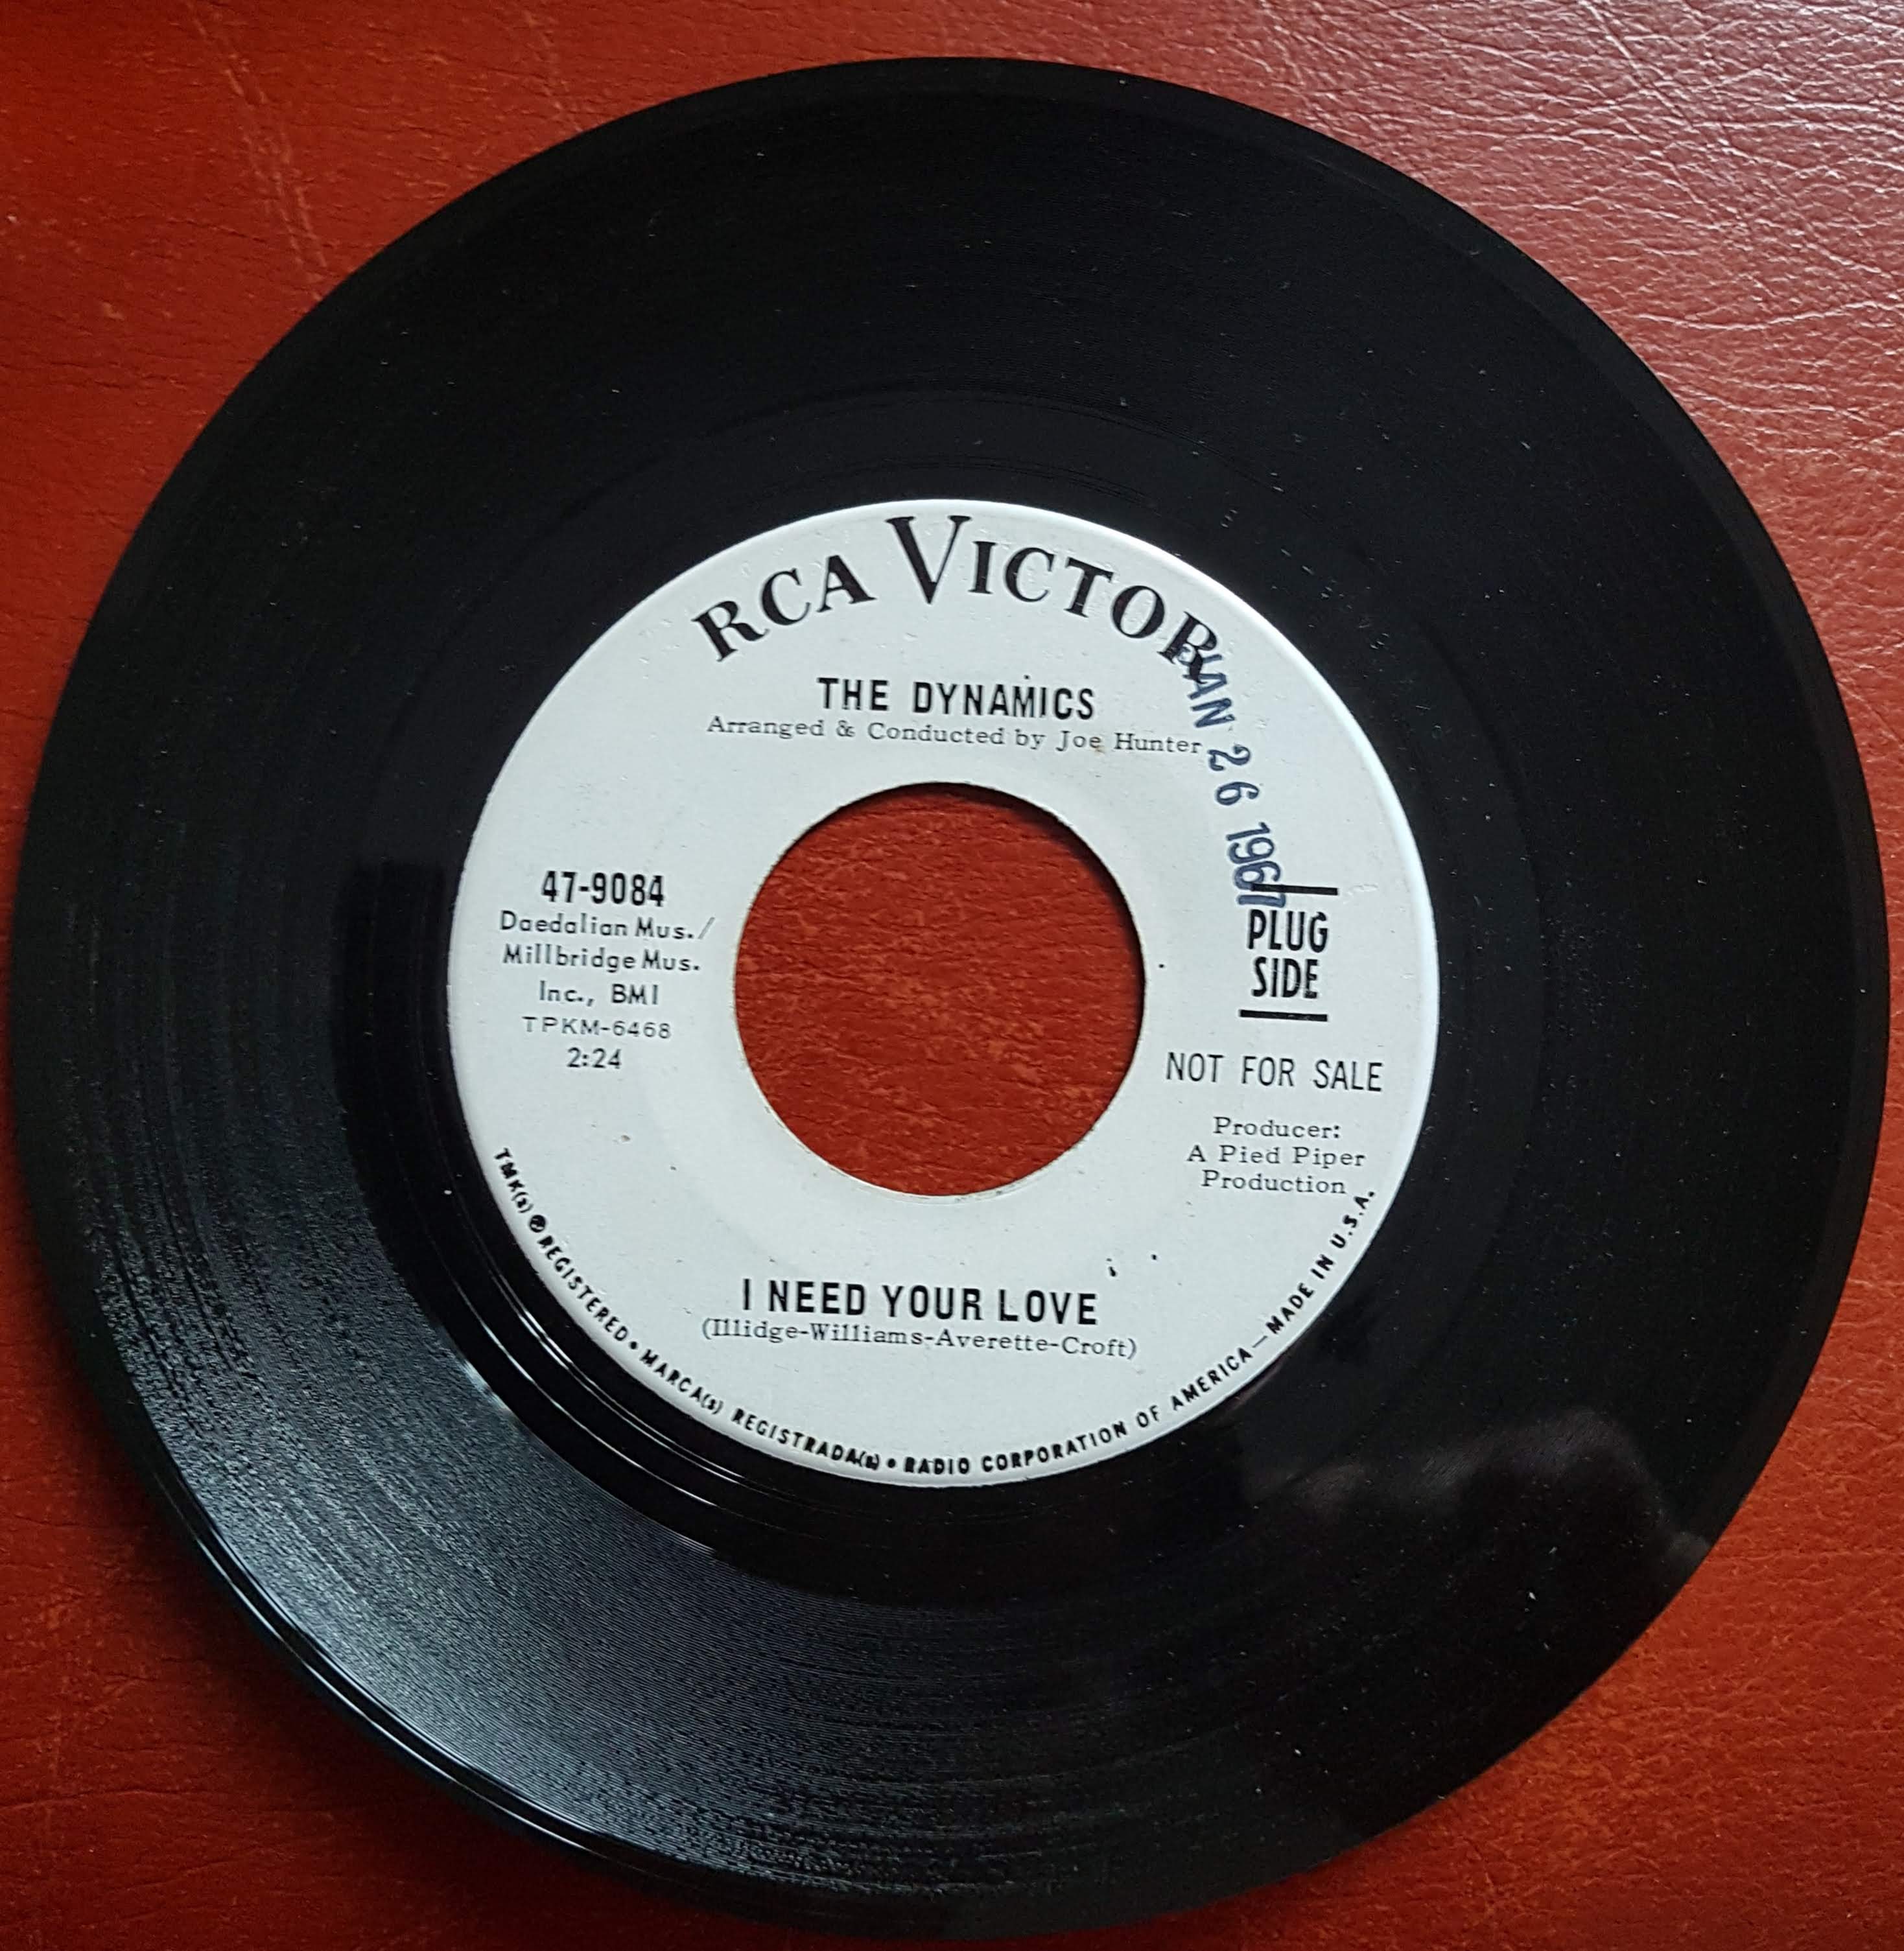 RCA VICTOR
THE DYNAMICS
Arranged & Conducted by Joe Hunter
JAN 26 1967
47-9084
Daedalian Mus./
Millbridge Mus.
Inc., BMI
TPKM-6468
2:24
PLUG
SIDE
NOT FOR SALE
Producer:
A Pied Piper
Production
I NEED YOUR LOVE
(Illidge-Williams-Averette-Croft)
TMK(s) ® REGISTERED • MARCA(s) REGISTRADA(s) • RADIO CORPORATION OF AMERICA—MADE IN U.S.A.